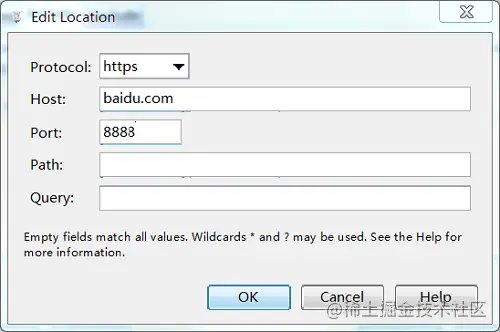 Edit Location
Protocol: https
Host: baidu.com
Port: 8888
Path:
Query:
Empty fields match all values. Wildcards * and ? may be used. See the Help for
more information.
OK Cancel Help
@稀土掘金技术社区